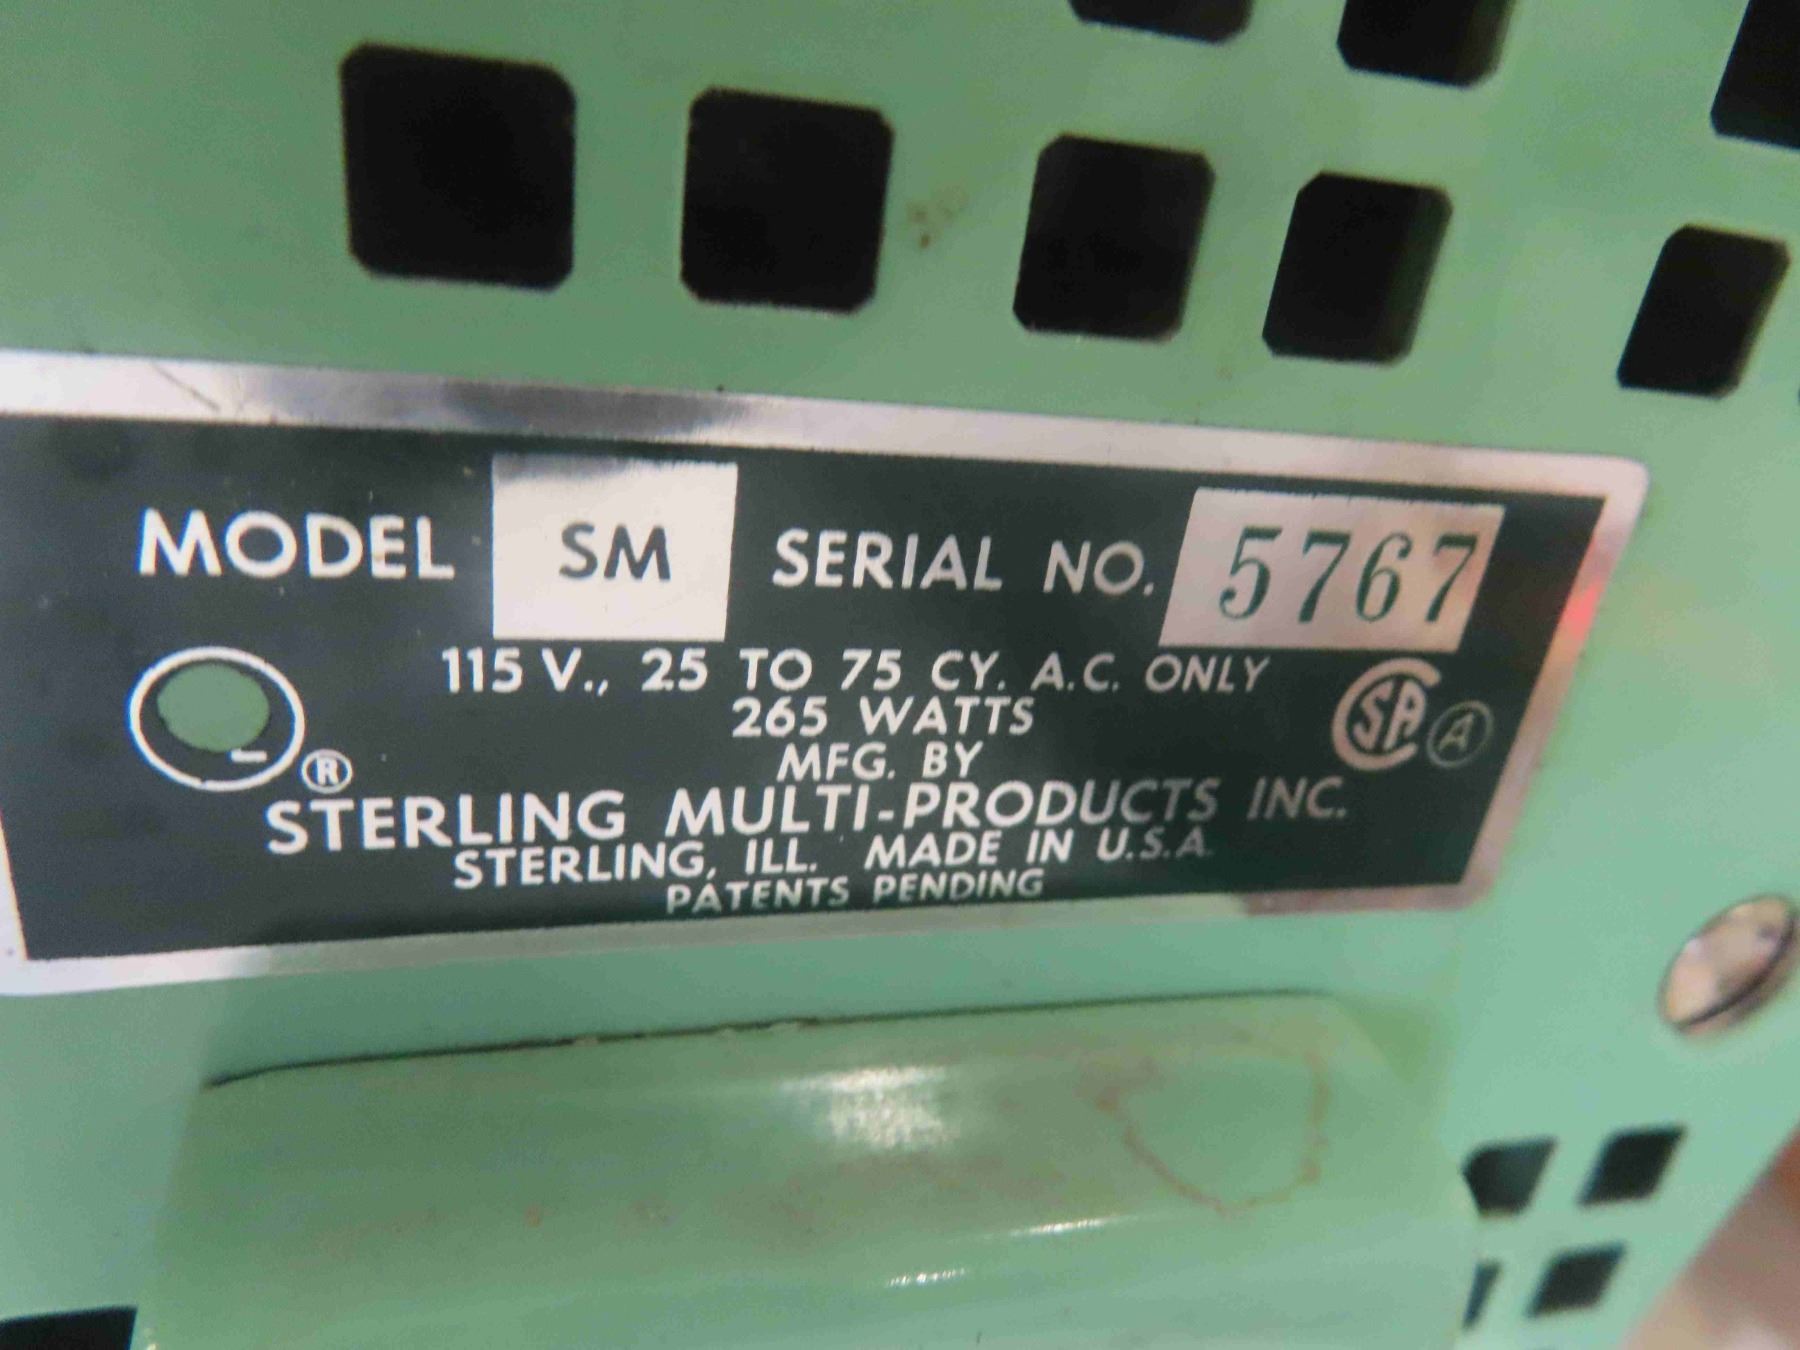 MODEL SM SERIAL NO. 5767
115 V., 25 TO 75 CY. A.C. ONLY
265 WATTS
CSA A
MFG. BY
®
STERLING MULTI-PRODUCTS INC.
STERLING, ILL. MADE IN U.S.A.
PATENTS PENDING